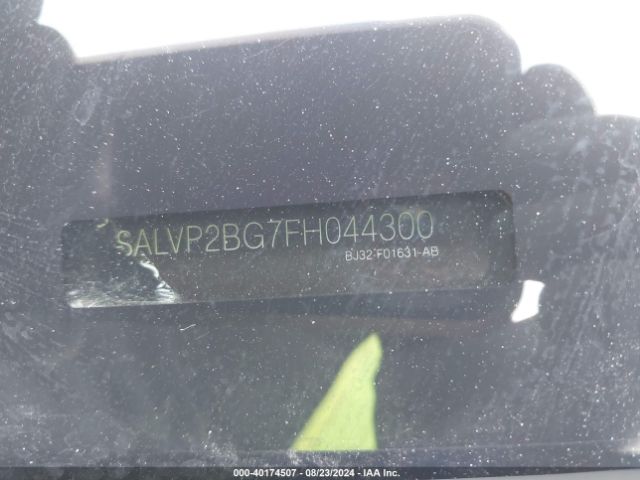 SALVP2BG7FH044300
BJ32-F01631-AB
000-40174507 - 08/23/2024 - IAA Inc.